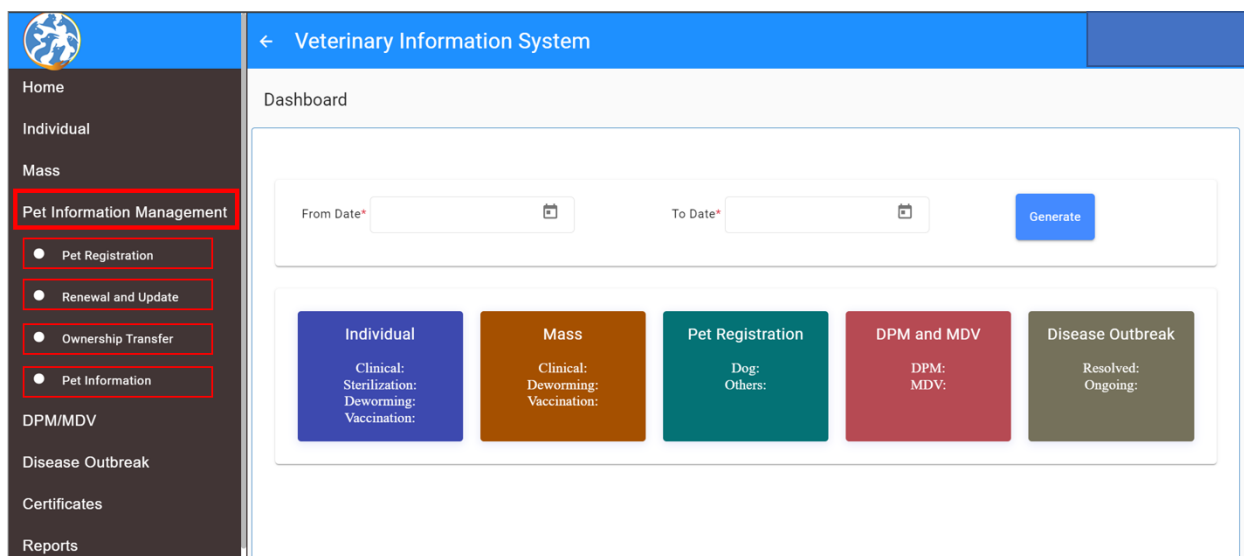 Veterinary Information System
Home
Individual
Mass
Pet Information Management
Pet Registration
Renewal and Update
Ownership Transfer
Pet Information
DPM/MDV
Disease Outbreak
Certificates
Reports
Dashboard
From Date*
To Date*
Generate
Individual
Clinical:
Sterilization:
Deworming:
Vaccination:
Mass
Clinical:
Deworming:
Vaccination:
Pet Registration
Dog:
Others:
DPM and MDV
DPM:
MDV:
Disease Outbreak
Resolved:
Ongoing: